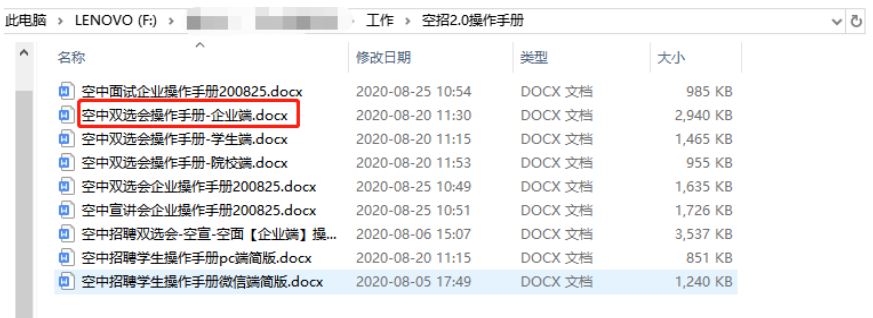 此电脑 > LENOVO (F:) > 工作 > 空招2.0操作手册
名称 修改日期 类型 大小
空中面试企业操作手册200825.docx 2020-08-25 10:54 DOCX 文档 985 KB
空中双选会操作手册-企业端.docx 2020-08-20 11:30 DOCX 文档 2,940 KB
空中双选会操作手册-学生端.docx 2020-08-20 11:15 DOCX 文档 1,465 KB
空中双选会操作手册-院校端.docx 2020-08-20 11:53 DOCX 文档 955 KB
空中双选会企业操作手册200825.docx 2020-08-25 10:49 DOCX 文档 1,635 KB
空中宣讲会企业操作手册200825.docx 2020-08-25 10:51 DOCX 文档 1,726 KB
空中招聘双选会-空宣-空面【企业端】操... 2020-08-06 15:07 DOCX 文档 3,537 KB
空中招聘学生操作手册pc端简版.docx 2020-08-20 11:15 DOCX 文档 851 KB
空中招聘学生操作手册微信端简版.docx 2020-08-05 17:49 DOCX 文档 1,240 KB